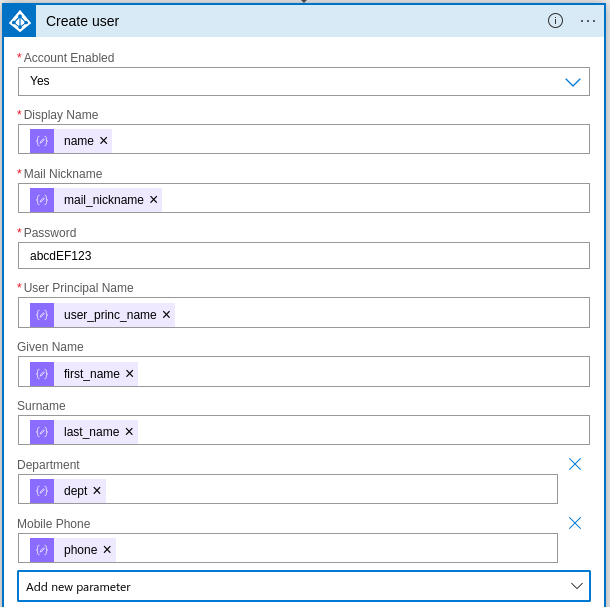 Create user
* Account Enabled
Yes
* Display Name
name ×
* Mail Nickname
mail_nickname ×
* Password
abcdEF123
* User Principal Name
user_princ_name ×
Given Name
first_name ×
Surname
last_name ×
Department
dept ×
Mobile Phone
phone ×
Add new parameter